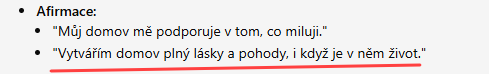 Afirmace:
"Můj domov mě podporuje v tom, co miluji."
"Vytvářím domov plný lásky a pohody, i když je v něm život."